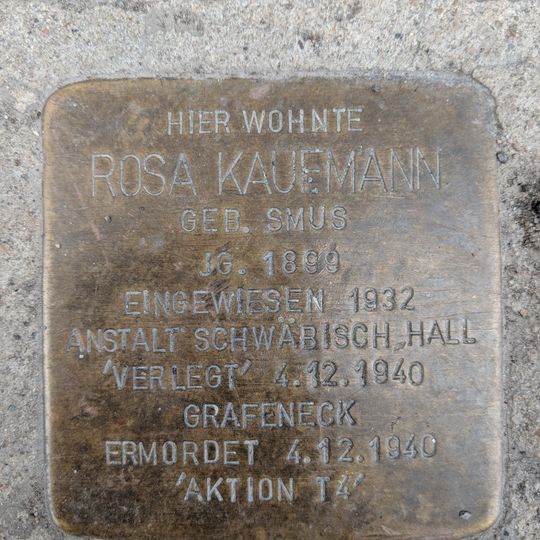 HIER WOHNTE
ROSA KAUFMANN
GEB. SMUS
JG. 1899
EINGEWIESEN 1932
ANSTALT SCHWÄBISCH HALL
'VERLEGT' 4.12.1940
GRAFENECK
ERMORDET 4.12.1940
'AKTION T4'